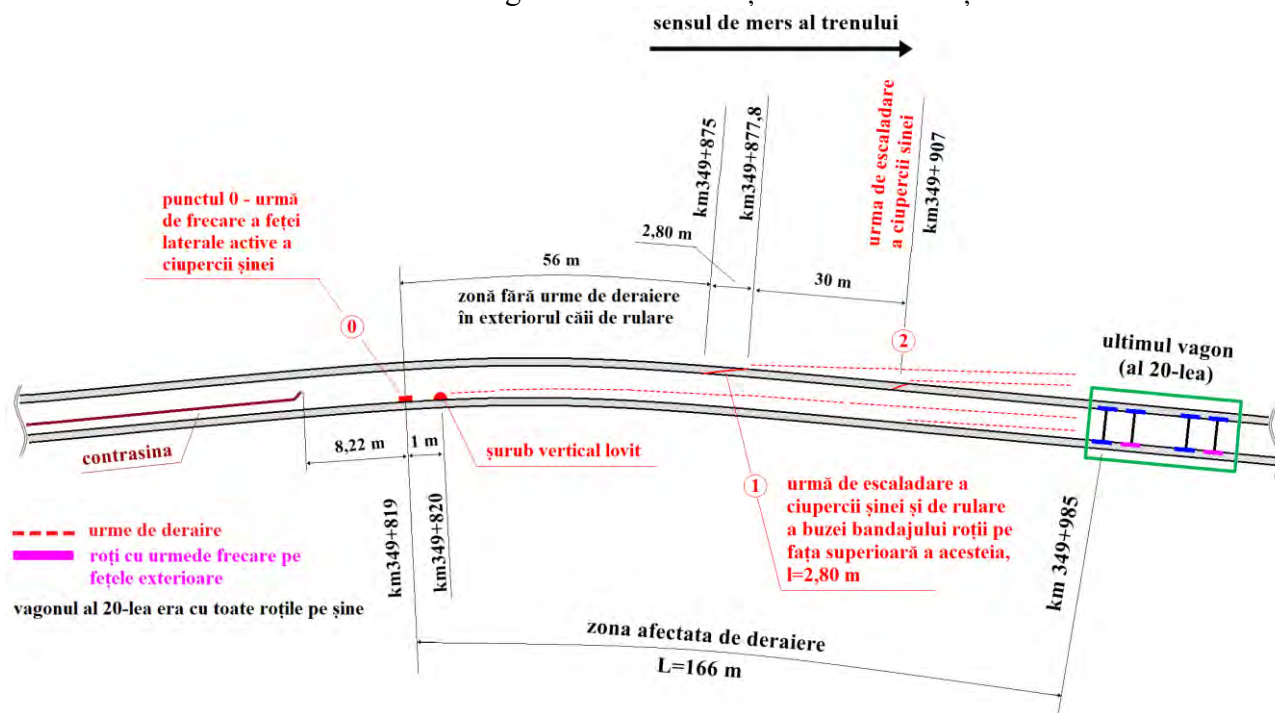 sensul de mers al trenului
km349+875
km349+877,8
urma de escaladare
a ciupercii sinei
km349+907
punctul 0 - urmă
de frecare a feței
laterale active a
ciupercii șinei
2,80 m
56 m
30 m
zonă fără urme de deraiere
în exteriorul căii de rulare
0
2
ultimul vagon
(al 20-lea)
contrasina
8,22 m
1 m
șurub vertical lovit
1
urmă de escaladare a
ciupercii șinei și de rulare
a buzei bandajului roții pe
fața superioară a acesteia,
l=2,80 m
km349+819
km349+820
km 349+985
urme de deraire
roți cu urmede frecare pe
fețele exterioare
vagonul al 20-lea era cu toate roțile pe șine
zona afectata de deraiere
L=166 m